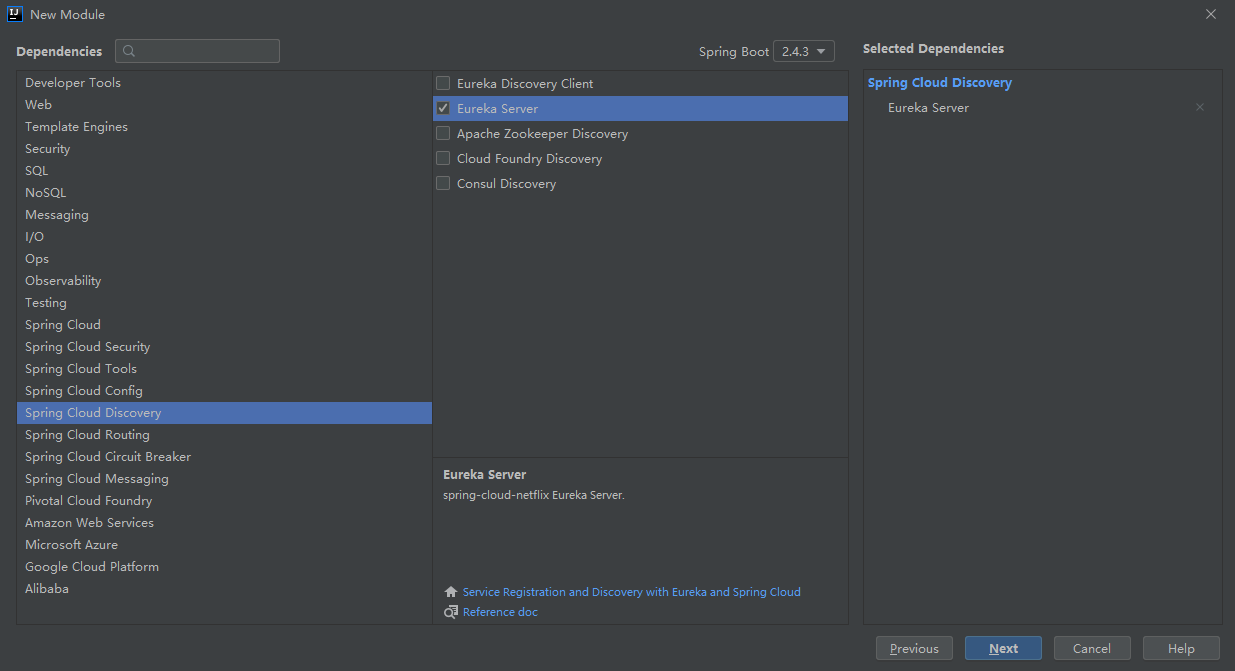 New Module
Dependencies
Spring Boot 2.4.3
Selected Dependencies
Developer Tools
Web
Template Engines
Security
SQL
NoSQL
Messaging
I/O
Ops
Observability
Testing
Spring Cloud
Spring Cloud Security
Spring Cloud Tools
Spring Cloud Config
Spring Cloud Discovery
Spring Cloud Routing
Spring Cloud Circuit Breaker
Spring Cloud Messaging
Pivotal Cloud Foundry
Amazon Web Services
Microsoft Azure
Google Cloud Platform
Alibaba
Eureka Discovery Client
Eureka Server
Apache Zookeeper Discovery
Cloud Foundry Discovery
Consul Discovery
Eureka Server
spring-cloud-netflix Eureka Server.
Service Registration and Discovery with Eureka and Spring Cloud
Reference doc
Spring Cloud Discovery
Eureka Server
Previous
Next
Cancel
Help